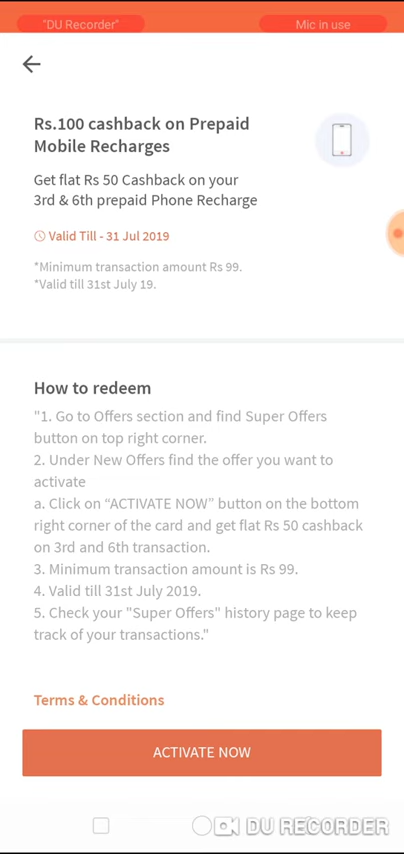 "DU Recorder"
Mic in use
Rs.100 cashback on Prepaid
Mobile Recharges
Get flat Rs 50 Cashback on your
3rd & 6th prepaid Phone Recharge
Valid Till - 31 Jul 2019
*Minimum transaction amount Rs 99.
*Valid till 31st July 19.
How to redeem
"1. Go to Offers section and find Super Offers
button on top right corner.
2. Under New Offers find the offer you want to
activate
a. Click on “ACTIVATE NOW” button on the bottom
right corner of the card and get flat Rs 50 cashback
on 3rd and 6th transaction.
3. Minimum transaction amount is Rs 99.
4. Valid till 31st July 2019.
5. Check your "Super Offers" history page to keep
track of your transactions."
Terms & Conditions
ACTIVATE NOW
DU RECORDER